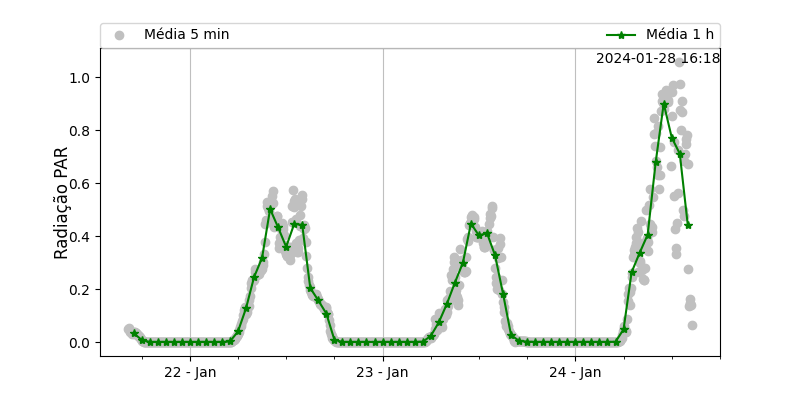 Média 5 min
Média 1 h
2024-01-28 16:18
Radiação PAR
1.0
0.8
0.6
0.4
0.2
0.0
22 - Jan
23 - Jan
24 - Jan